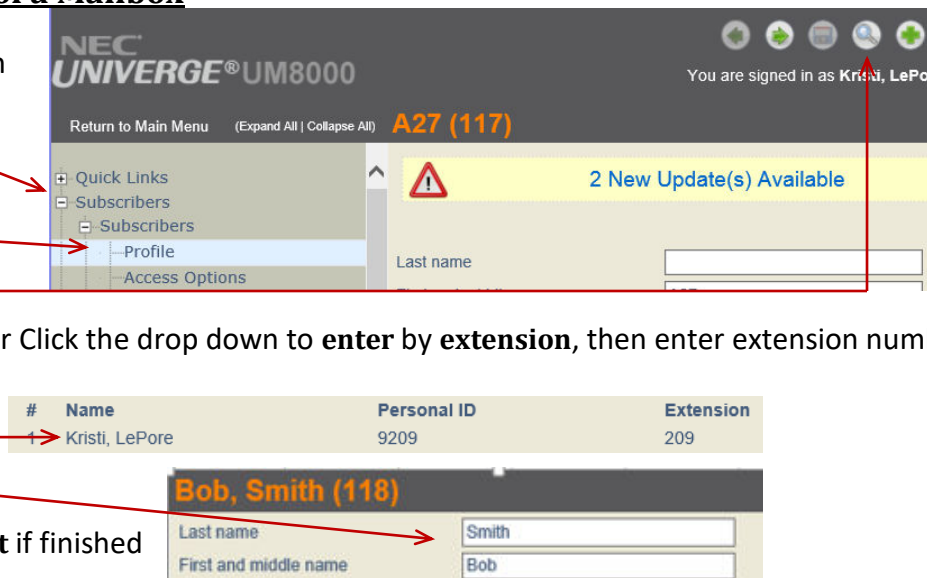 Mailbox
NEC
UNIVERGE®UM8000
You are signed in as Kristi, LePo
Return to Main Menu (Expand All | Collapse All) A27 (117)
Quick Links
2 New Update(s) Available
Subscribers
Subscribers
Profile
Last name
Access Options
r Click the drop down to enter by extension, then enter extension num
# Name Personal ID Extension
1 Kristi, LePore 9209 209
Bob, Smith (118)
Last name Smith
t if finished
First and middle name Bob